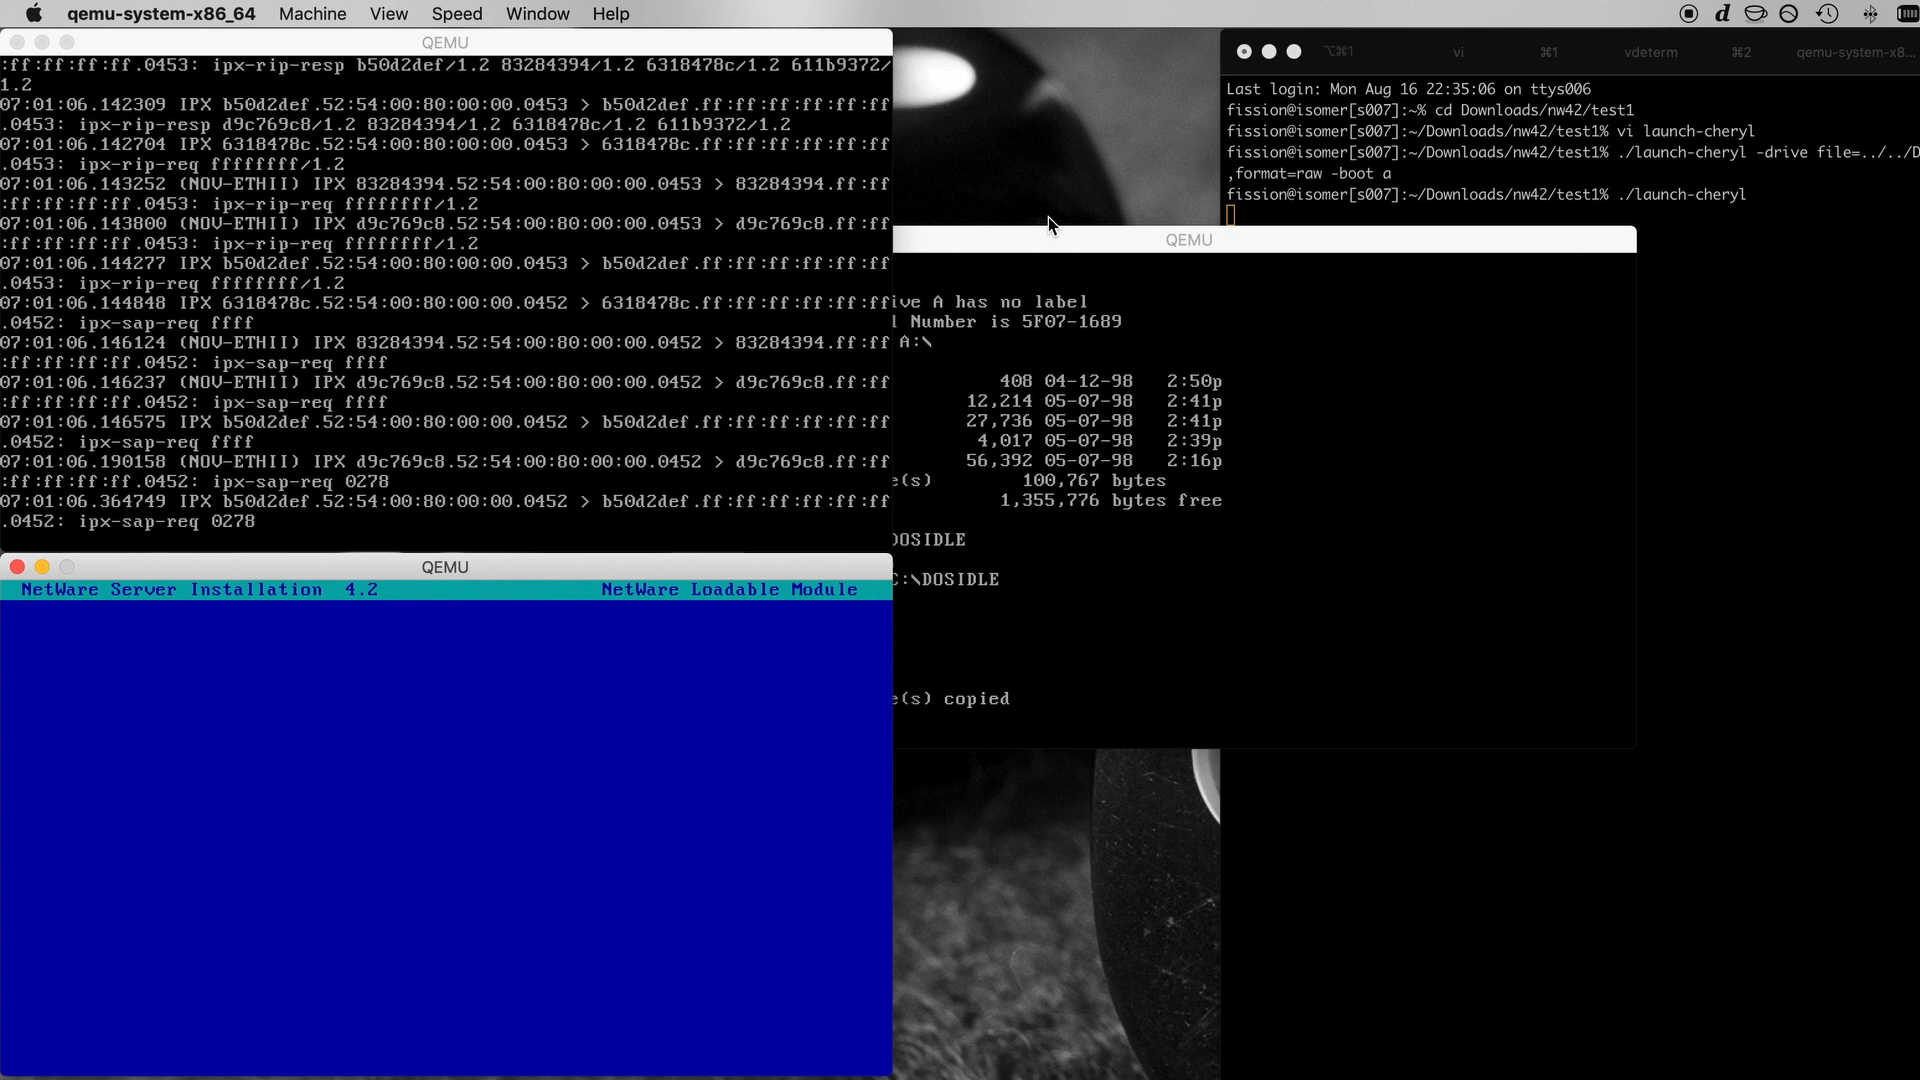 qemu-system-x86_64 Machine View Speed Window Help
QEMU
:ff:ff:ff:ff.0453: ipx-rip-resp b50d2def/1.2 83284394/1.2 6318478c/1.2 611b9372/
1.2
07:01:06.142309 IPX b50d2def.52:54:00:80:00:00.0453 > b50d2def.ff:ff:ff:ff:ff:ff
.0453: ipx-rip-resp d9c769c8/1.2 83284394/1.2 6318478c/1.2 611b9372/1.2
07:01:06.142704 IPX 6318478c.52:54:00:80:00:00.0453 > 6318478c.ff:ff:ff:ff:ff:ff
.0453: ipx-rip-req ffffffff/1.2
07:01:06.143252 (NOV-ETHII) IPX 83284394.52:54:00:80:00:00.0453 > 83284394.ff:ff
:ff:ff:ff:ff.0453: ipx-rip-req ffffffff/1.2
07:01:06.143800 (NOV-ETHII) IPX d9c769c8.52:54:00:80:00:00.0453 > d9c769c8.ff:ff
:ff:ff:ff:ff.0453: ipx-rip-req ffffffff/1.2
07:01:06.144277 IPX b50d2def.52:54:00:80:00:00.0453 > b50d2def.ff:ff:ff:ff:ff:ff
.0453: ipx-rip-req ffffffff/1.2
07:01:06.144848 IPX 6318478c.52:54:00:80:00:00.0452 > 6318478c.ff:ff:ff:ff:ff:ff
.0452: ipx-sap-req ffff
07:01:06.146124 (NOV-ETHII) IPX 83284394.52:54:00:80:00:00.0452 > 83284394.ff:ff
:ff:ff:ff:ff.0452: ipx-sap-req ffff
07:01:06.146237 (NOV-ETHII) IPX d9c769c8.52:54:00:80:00:00.0452 > d9c769c8.ff:ff
:ff:ff:ff:ff.0452: ipx-sap-req ffff
07:01:06.146575 IPX b50d2def.52:54:00:80:00:00.0452 > b50d2def.ff:ff:ff:ff:ff:ff
.0452: ipx-sap-req ffff
07:01:06.190158 (NOV-ETHII) IPX d9c769c8.52:54:00:80:00:00.0452 > d9c769c8.ff:ff
:ff:ff:ff:ff.0452: ipx-sap-req 0278
07:01:06.364749 IPX b50d2def.52:54:00:80:00:00.0452 > b50d2def.ff:ff:ff:ff:ff:ff
.0452: ipx-sap-req 0278
⌥⌘1 vi ⌘1 vdeterm ⌘2 qemu-system-x8...
Last login: Mon Aug 16 22:35:06 on ttys006
fission@isomer[s007]:~% cd Downloads/nw42/test1
fission@isomer[s007]:~/Downloads/nw42/test1% vi launch-cheryl
fission@isomer[s007]:~/Downloads/nw42/test1% ./launch-cheryl -drive file=../../D
,format=raw -boot a
fission@isomer[s007]:~/Downloads/nw42/test1% ./launch-cheryl
QEMU
ive A has no label
l Number is 5F07-1689
A:\
408 04-12-98 2:50p
12,214 05-07-98 2:41p
27,736 05-07-98 2:41p
4,017 05-07-98 2:39p
56,392 05-07-98 2:16p
e(s) 100,767 bytes
1,355,776 bytes free
DOSIDLE
C:\DOSIDLE
e(s) copied
QEMU
NetWare Server Installation 4.2 NetWare Loadable Module